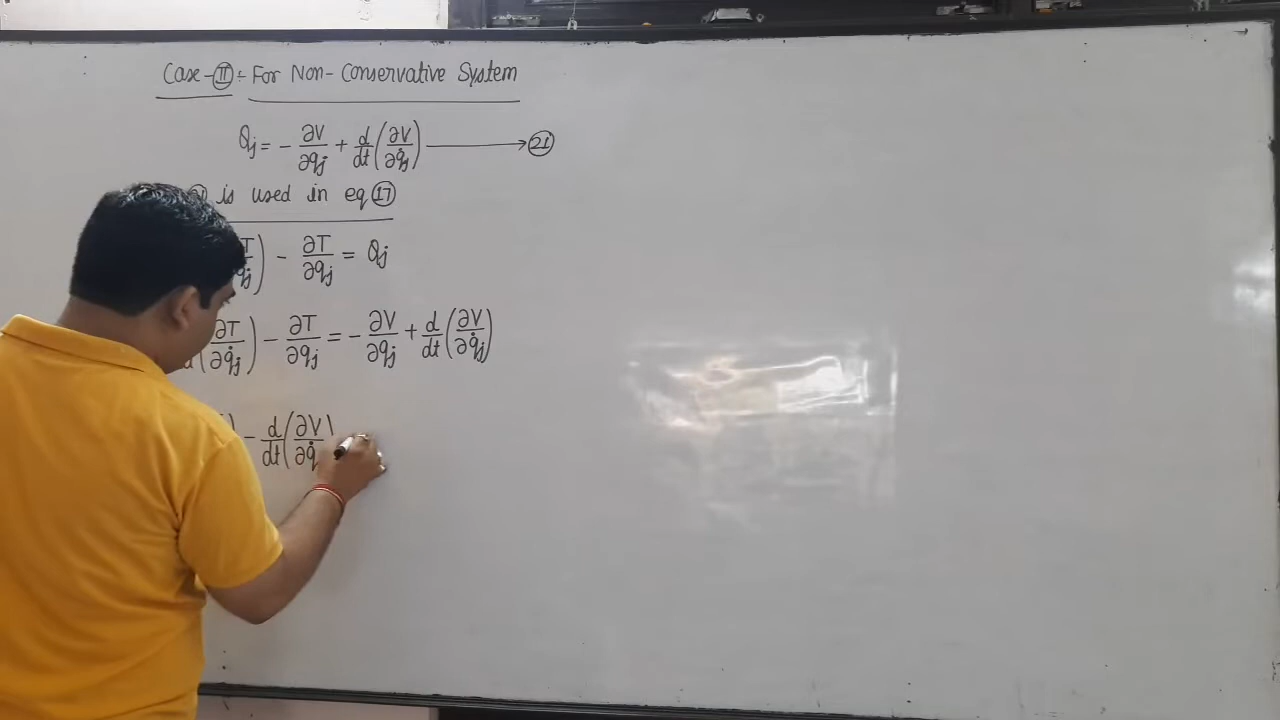 Case-II :- For Non-Conservative System
Qj = - ∂V/∂qj + d/dt(∂V/∂q̇j) → 21
is used in eq 17
) - ∂T/∂qj = Qj
(∂T/∂q̇j) - ∂T/∂qj = - ∂V/∂qj + d/dt(∂V/∂q̇j)
) - d/dt(∂V/∂q̇